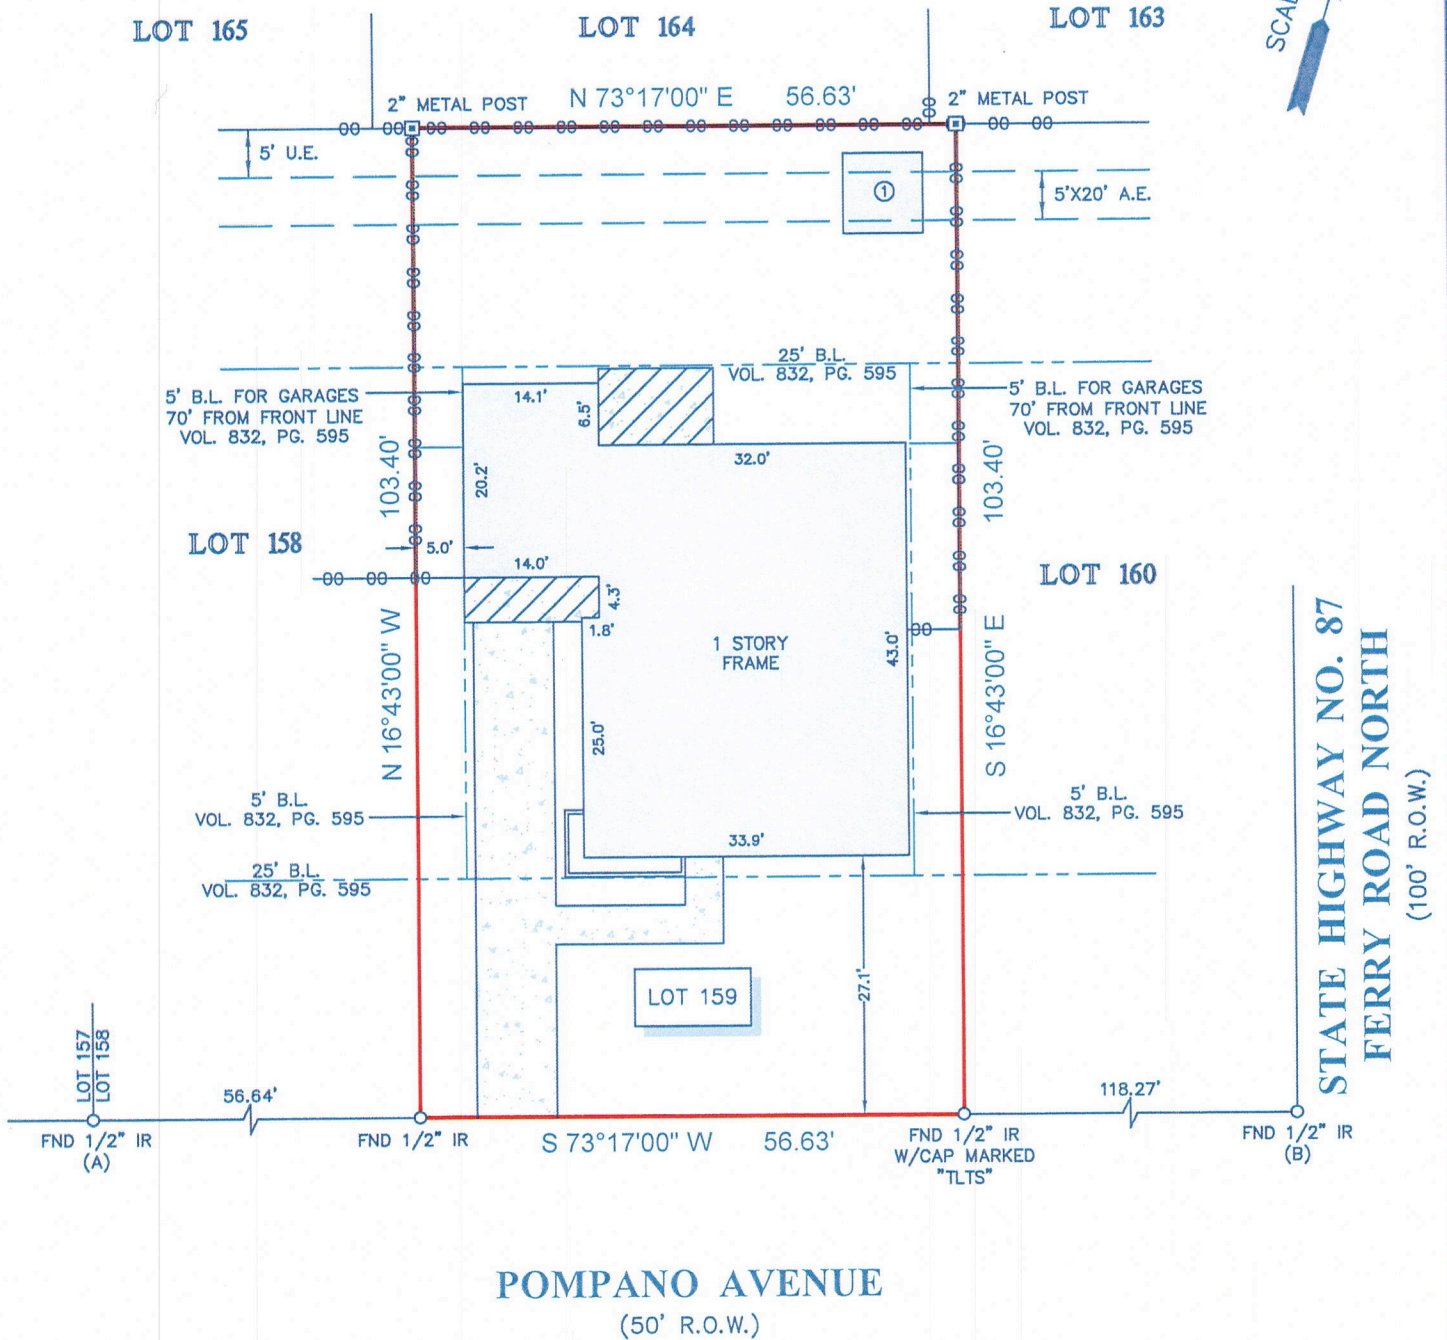 LOT 165
LOT 164
LOT 163
2" METAL POST
N 73°17'00" E
56.63'
2" METAL POST
5' U.E.
①
5'X20' A.E.
25' B.L.
VOL. 832, PG. 595
5' B.L. FOR GARAGES
70' FROM FRONT LINE
VOL. 832, PG. 595
5' B.L. FOR GARAGES
70' FROM FRONT LINE
VOL. 832, PG. 595
14.1'
6.5'
32.0'
103.40'
20.2'
103.40'
LOT 158
5.0'
14.0'
4.3'
1.8'
LOT 160
1 STORY
FRAME
43.0'
N 16°43'00" W
S 16°43'00" E
25.0'
5' B.L.
VOL. 832, PG. 595
5' B.L.
VOL. 832, PG. 595
33.9'
25' B.L.
VOL. 832, PG. 595
27.1'
LOT 159
STATE HIGHWAY NO. 87
FERRY ROAD NORTH
(100' R.O.W.)
LOT 157
LOT 158
56.64'
118.27'
FND 1/2" IR
(A)
FND 1/2" IR
S 73°17'00" W
56.63'
FND 1/2" IR
W/CAP MARKED
"TLTS"
FND 1/2" IR
(B)
POMPANO AVENUE
(50' R.O.W.)